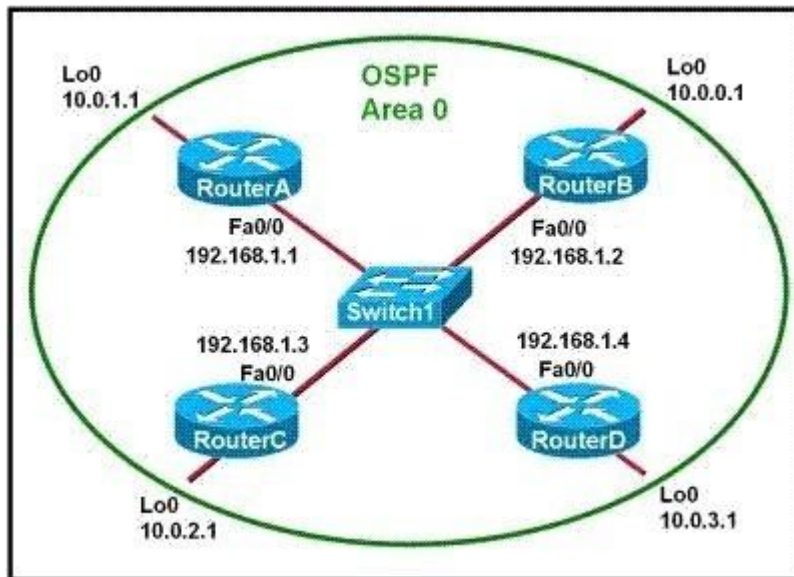 Lo0
10.0.1.1
OSPF
Area 0
Lo0
10.0.0.1
RouterA
RouterB
Fa0/0
192.168.1.1
Fa0/0
192.168.1.2
Switch1
192.168.1.3
Fa0/0
192.168.1.4
Fa0/0
RouterC
RouterD
Lo0
10.0.2.1
Lo0
10.0.3.1